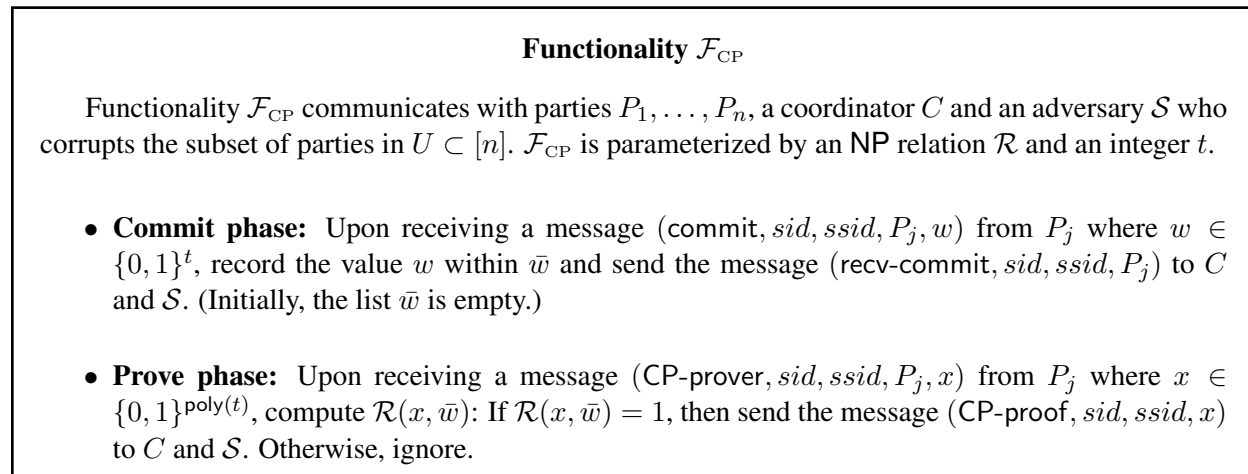 Functionality $\mathcal{F}_{\text{CP}}$
Functionality $\mathcal{F}_{\text{CP}}$ communicates with parties $P_1, \ldots, P_n$, a coordinator $C$ and an adversary $\mathcal{S}$ who
corrupts the subset of parties in $U \subset [n]$. $\mathcal{F}_{\text{CP}}$ is parameterized by an NP relation $\mathcal{R}$ and an integer $t$.
• Commit phase: Upon receiving a message (commit, $sid, ssid, P_j, w$) from $P_j$ where $w \in$
$\{0, 1\}^t$, record the value $w$ within $\bar{w}$ and send the message (recv-commit, $sid, ssid, P_j$) to $C$
and $\mathcal{S}$. (Initially, the list $\bar{w}$ is empty.)
• Prove phase: Upon receiving a message (CP-prover, $sid, ssid, P_j, x$) from $P_j$ where $x \in$
$\{0, 1\}^{\text{poly}(t)}$, compute $\mathcal{R}(x, \bar{w})$: If $\mathcal{R}(x, \bar{w}) = 1$, then send the message (CP-proof, $sid, ssid, x$)
to $C$ and $\mathcal{S}$. Otherwise, ignore.